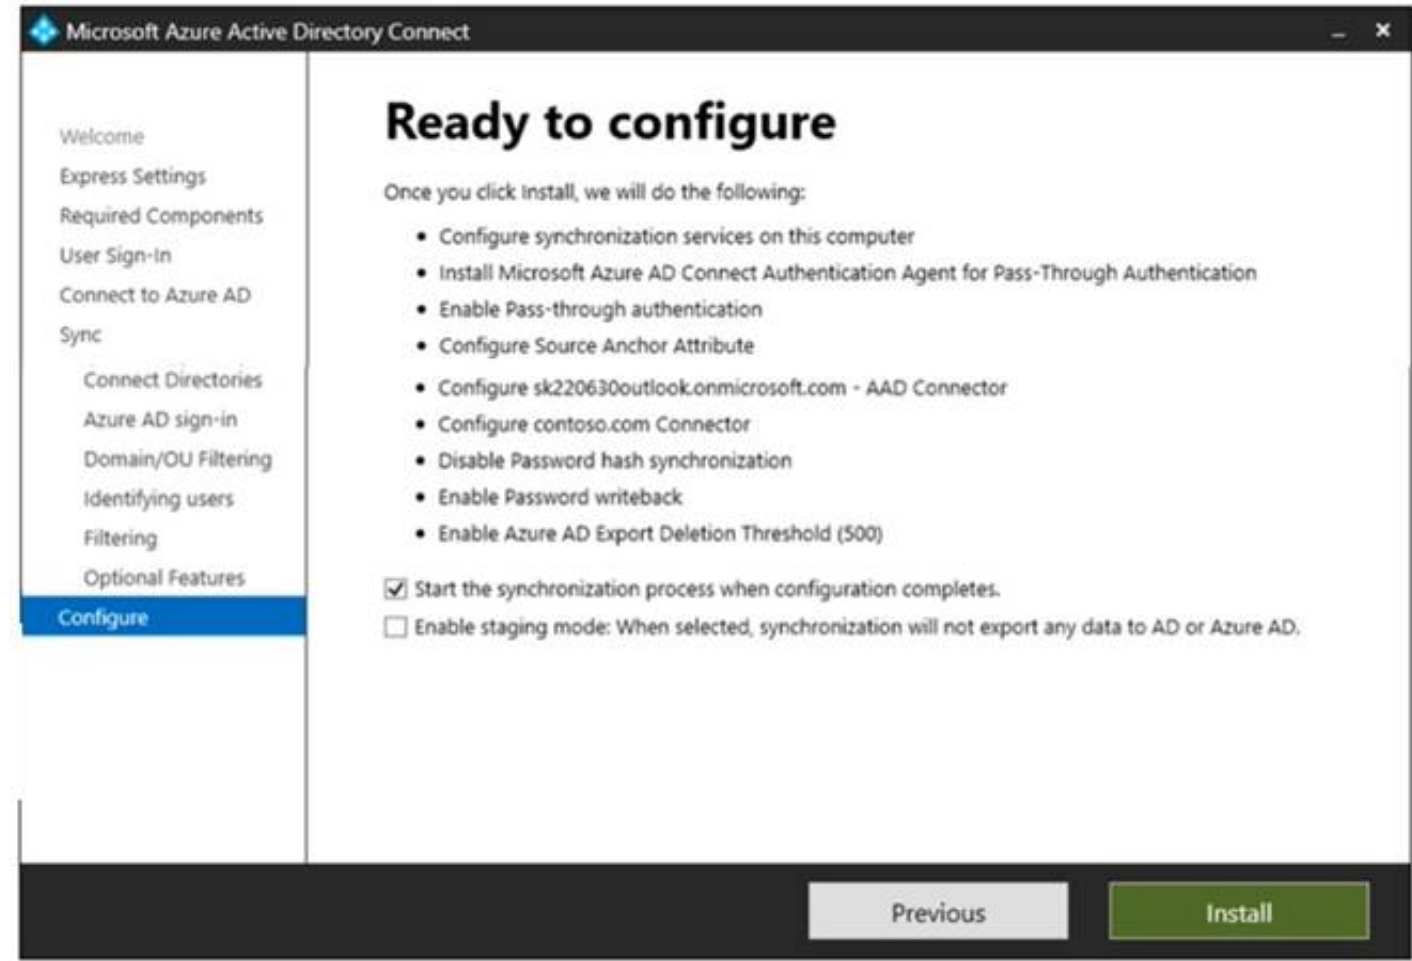 Microsoft Azure Active Directory Connect
Welcome
Express Settings
Required Components
User Sign-In
Connect to Azure AD
Sync
Connect Directories
Azure AD sign-in
Domain/OU Filtering
Identifying users
Filtering
Optional Features
Configure
Ready to configure
Once you click Install, we will do the following:
• Configure synchronization services on this computer
• Install Microsoft Azure AD Connect Authentication Agent for Pass-Through Authentication
• Enable Pass-through authentication
• Configure Source Anchor Attribute
• Configure sk220630outlook.onmicrosoft.com - AAD Connector
• Configure contoso.com Connector
• Disable Password hash synchronization
• Enable Password writeback
• Enable Azure AD Export Deletion Threshold (500)
Start the synchronization process when configuration completes.
Enable staging mode: When selected, synchronization will not export any data to AD or Azure AD.
Previous
Install